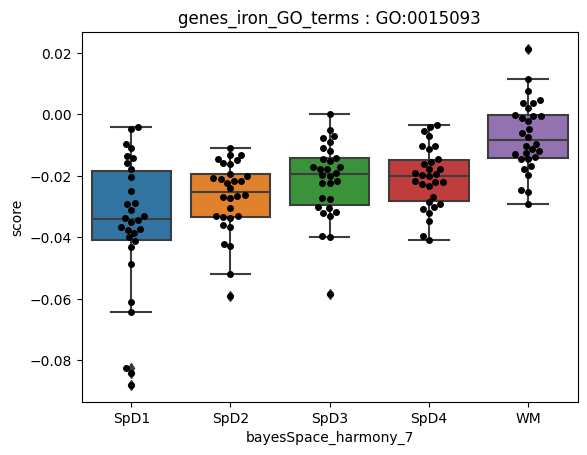 genes_iron_GO_terms : GO:0015093
0.02
0.00
−0.02
−0.04
−0.06
−0.08
score
SpD1 SpD2 SpD3 SpD4 WM
bayesSpace_harmony_7